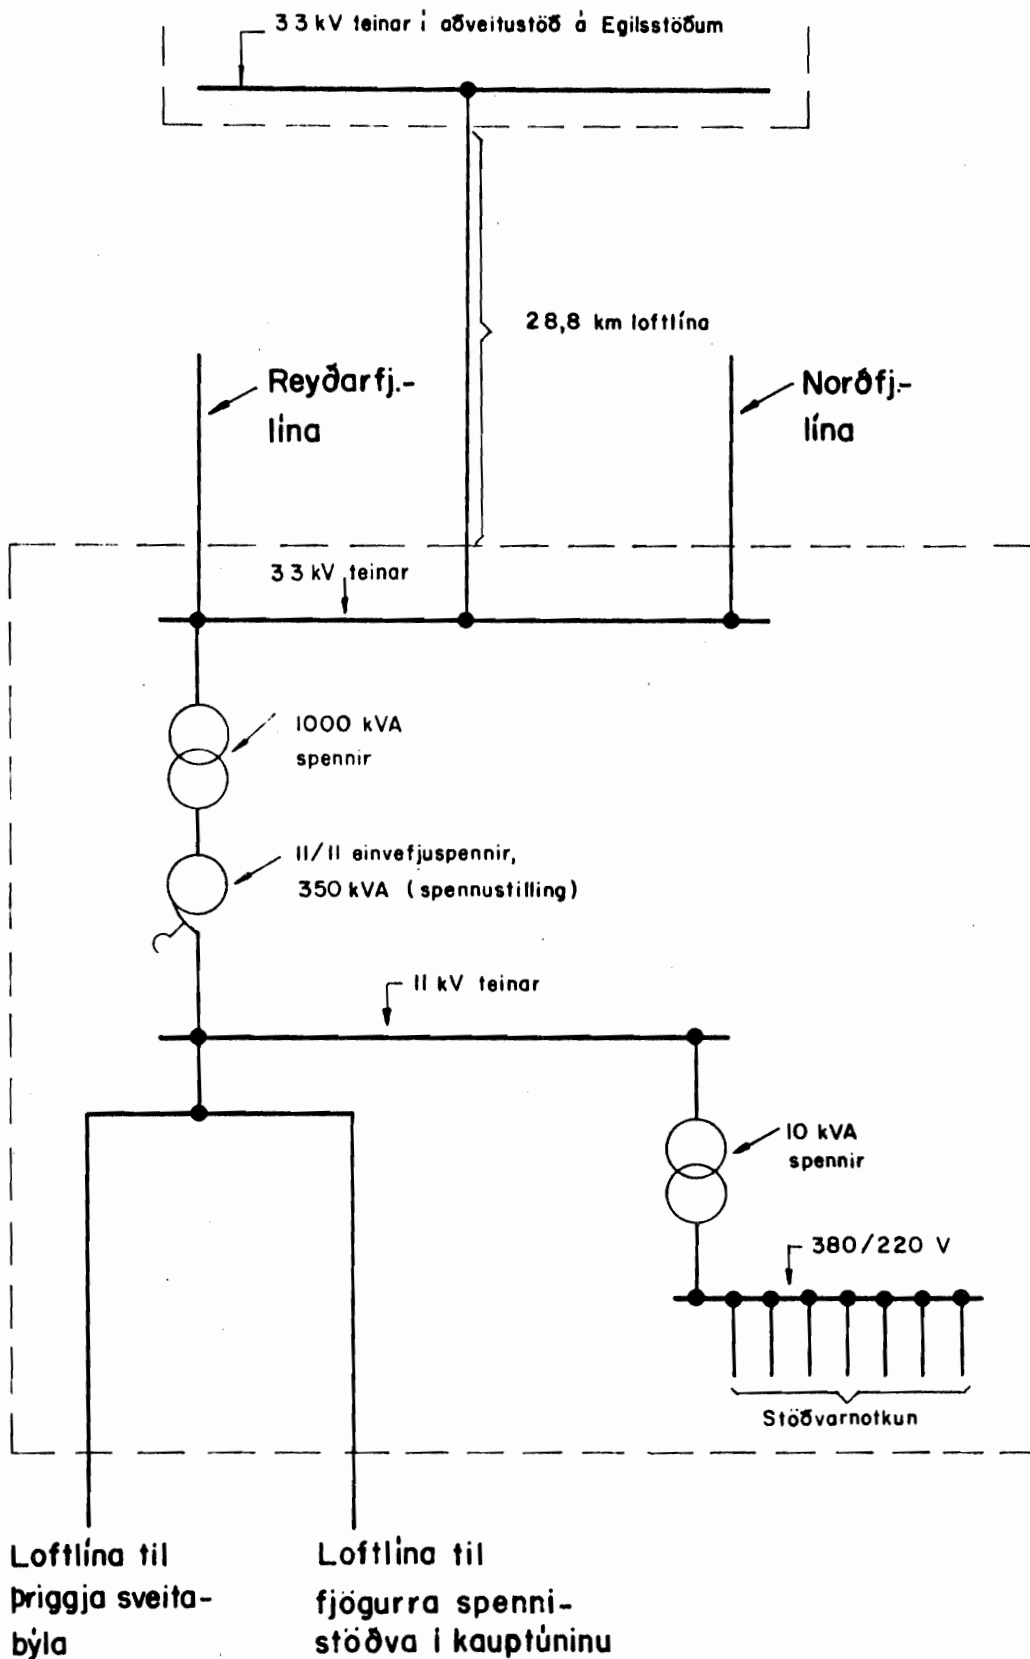 33 kV teinar í aðveitustöð á Egilsstöðum
28,8 km loftlína
Reyðarfj.-
lína
Norðfj.-
lína
33 kV teinar
1000 kVA
spennir
11/11 einvefjuspennir,
350 kVA (spennustilling)
11 kV teinar
10 kVA
spennir
380/220 V
Stöðvarnotkun
Loftlína til
þriggja sveita-
býla
Loftlína til
fjögurra spenni-
stöðva í kauptúninu